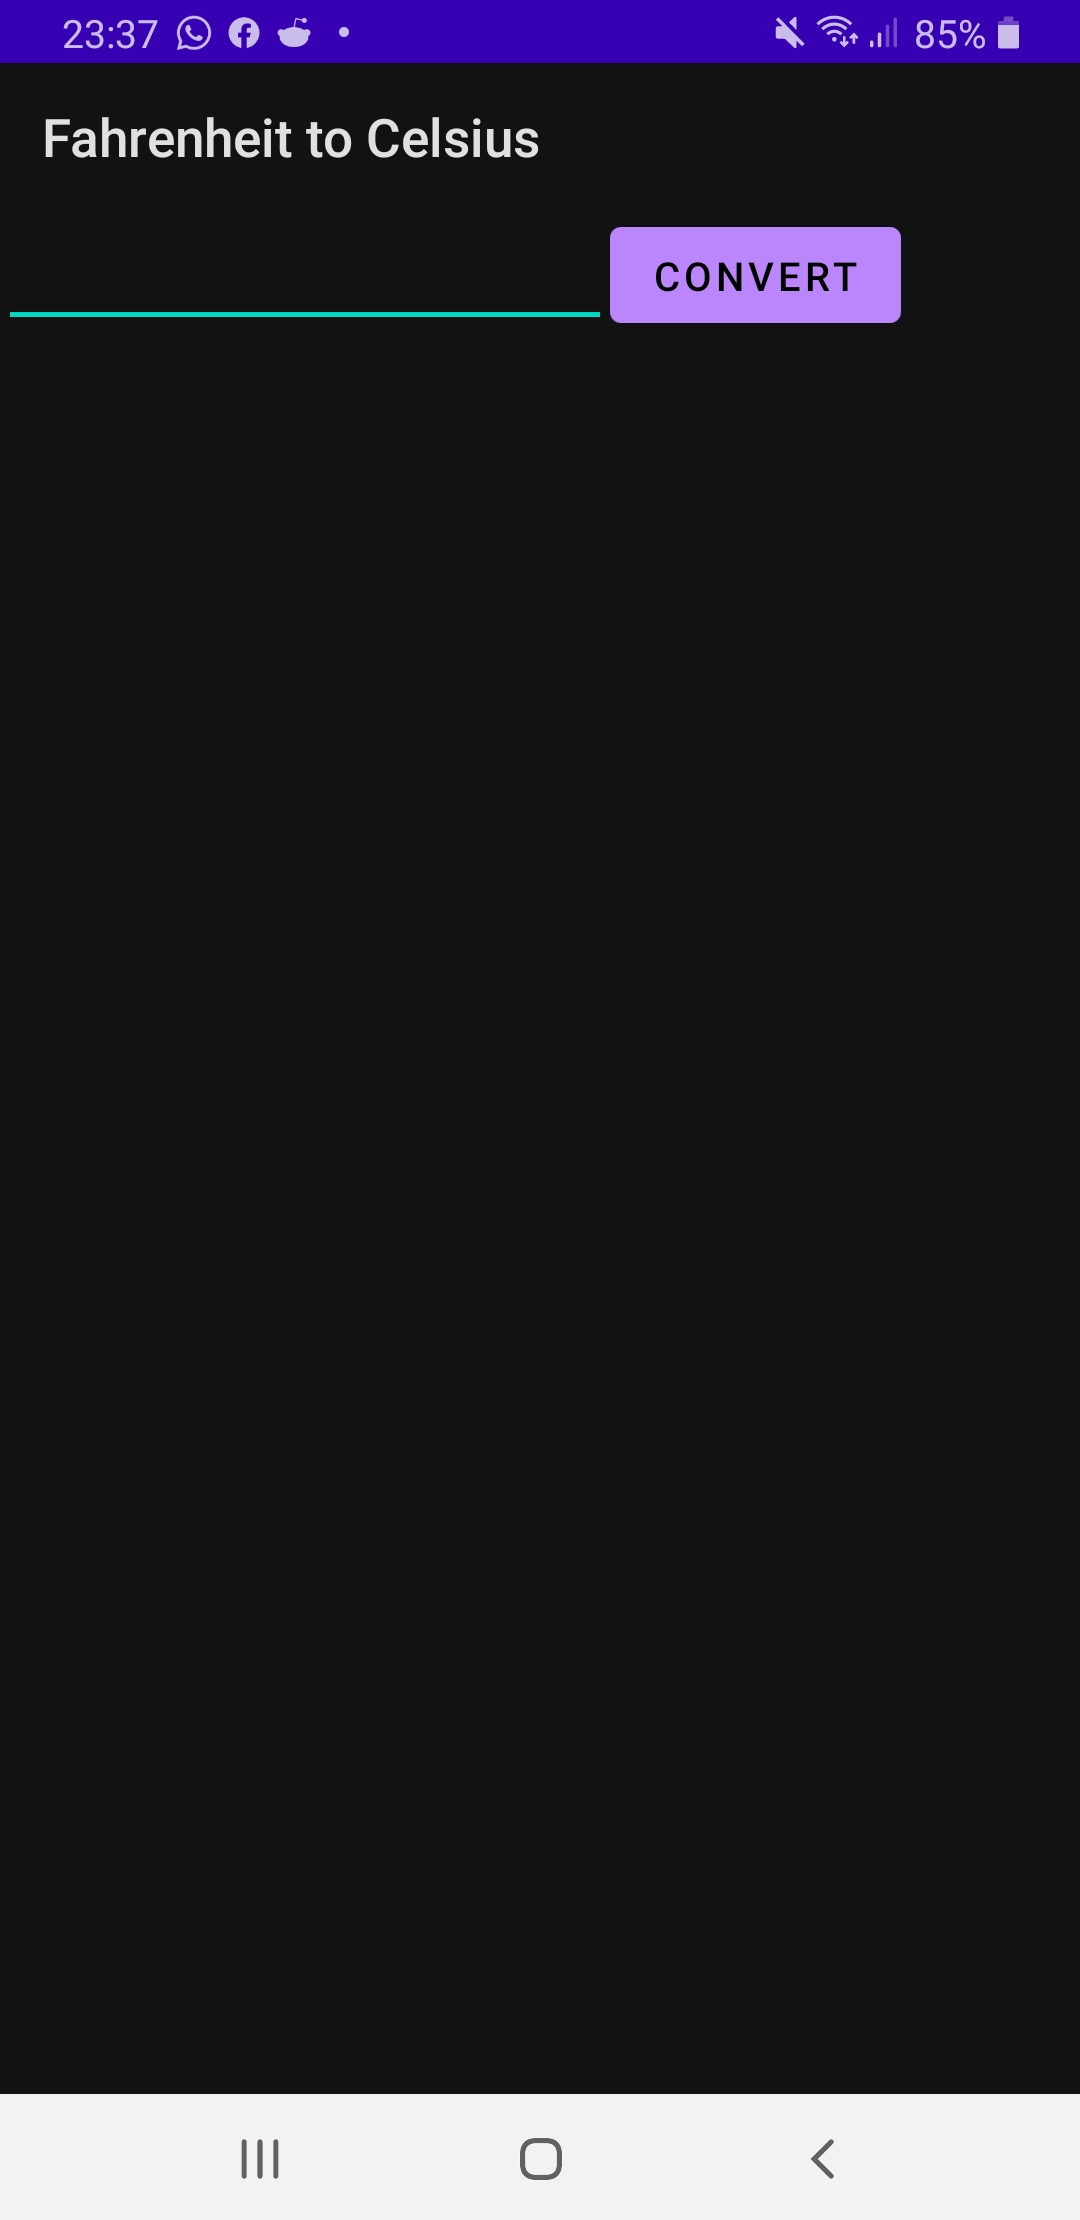 23:37 85%
Fahrenheit to Celsius
CONVERT